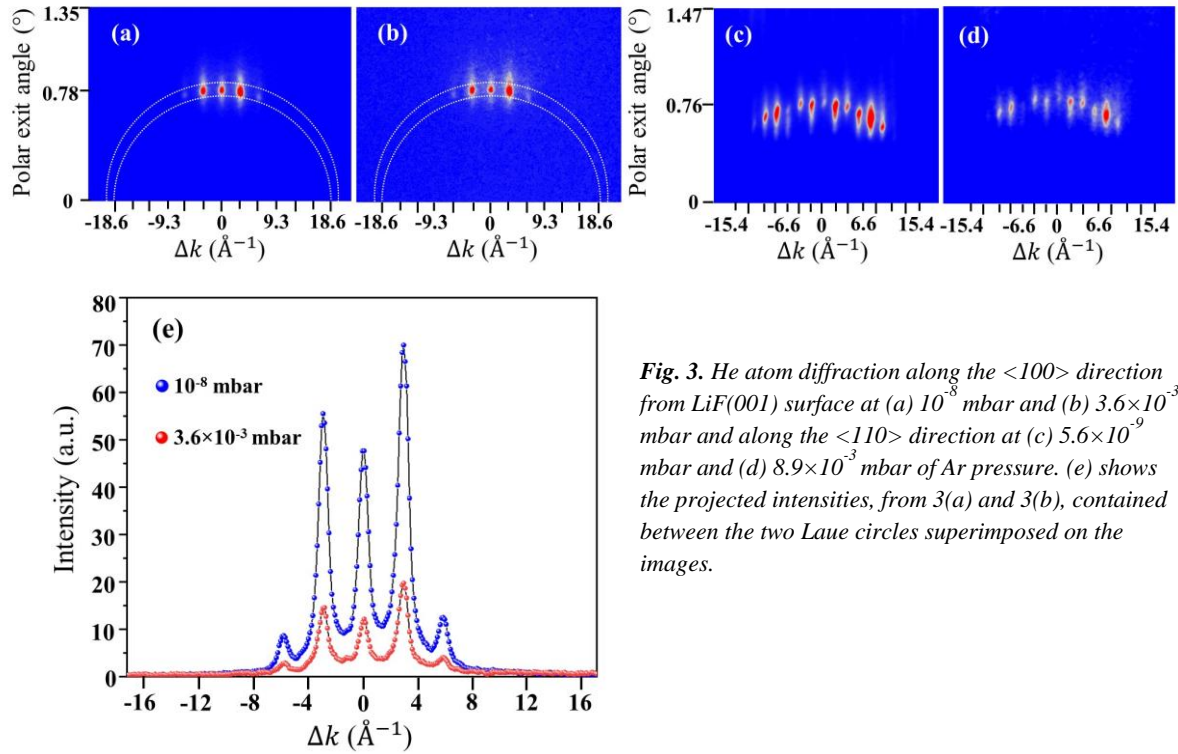 1.35
(a)
(b)
0.78
0
Polar exit angle (°)
-18.6 -9.3 0 9.3 18.6
Δk (Å⁻¹)
-18.6 -9.3 0 9.3 18.6
Δk (Å⁻¹)
1.47
(c)
(d)
0.76
0
Polar exit angle (°)
-15.4 -6.6 0 6.6 15.4
Δk (Å⁻¹)
-15.4 -6.6 0 6.6 15.4
Δk (Å⁻¹)
80
70
60
50
40
30
20
10
0
Intensity (a.u.)
(e)
10⁻⁸ mbar
3.6×10⁻³ mbar
-16 -12 -8 -4 0 4 8 12 16
Δk (Å⁻¹)
Fig. 3. He atom diffraction along the <100> direction
from LiF(001) surface at (a) 10⁻⁸ mbar and (b) 3.6×10⁻³
mbar and along the <110> direction at (c) 5.6×10⁻⁹
mbar and (d) 8.9×10⁻³ mbar of Ar pressure. (e) shows
the projected intensities, from 3(a) and 3(b), contained
between the two Laue circles superimposed on the
images.